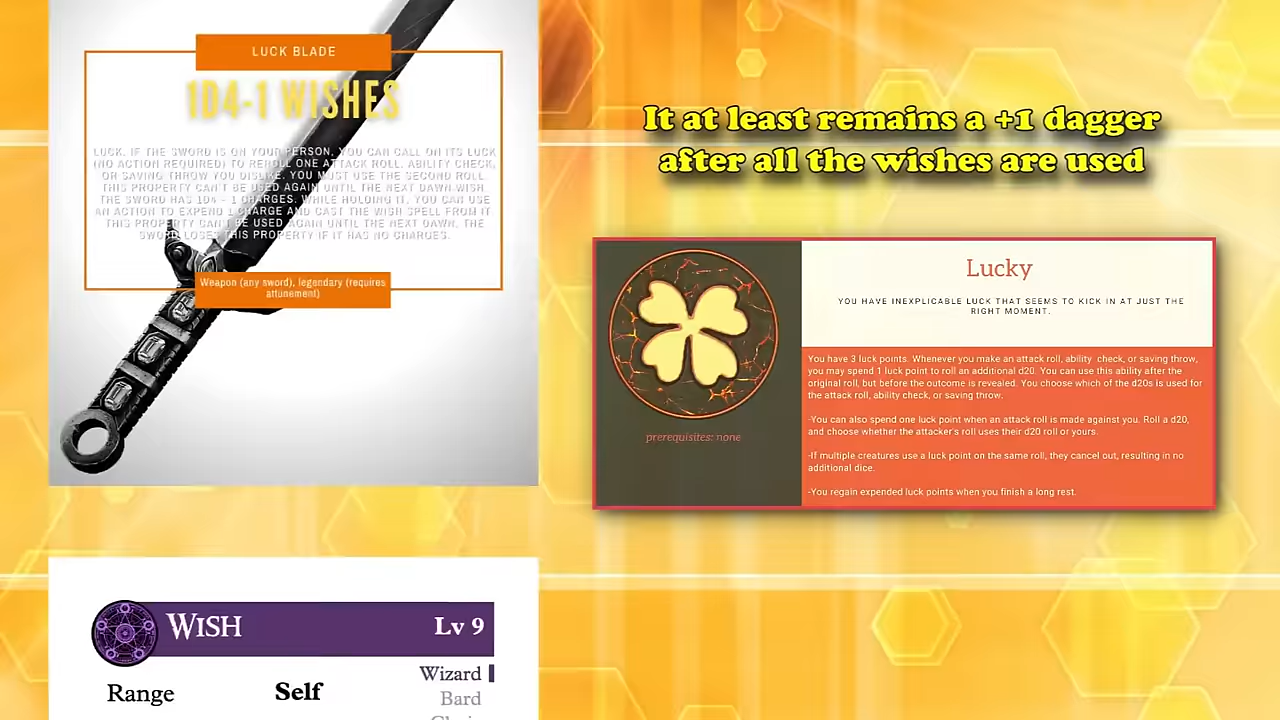 LUCK BLADE
1D4-1 WISHES
LUCK. IF THE SWORD IS ON YOUR PERSON, YOU CAN CALL ON ITS LUCK
(NO ACTION REQUIRED) TO REROLL ONE ATTACK ROLL, ABILITY CHECK,
OR SAVING THROW YOU DISLIKE. YOU MUST USE THE SECOND ROLL.
THIS PROPERTY CAN'T BE USED AGAIN UNTIL THE NEXT DAWN.WISH.
THE SWORD HAS 1D4 - 1 CHARGES. WHILE HOLDING IT, YOU CAN USE
AN ACTION TO EXPEND 1 CHARGE AND CAST THE WISH SPELL FROM IT.
THIS PROPERTY CAN'T BE USED AGAIN UNTIL THE NEXT DAWN. THE
SWORD LOSES THIS PROPERTY IF IT HAS NO CHARGES.
Weapon (any sword), legendary (requires
attunement)
It at least remains a +1 dagger
after all the wishes are used
Lucky
YOU HAVE INEXPLICABLE LUCK THAT SEEMS TO KICK IN AT JUST THE
RIGHT MOMENT.
prerequisites: none
You have 3 luck points. Whenever you make an attack roll, ability check, or saving throw,
you may spend 1 luck point to roll an additional d20. You can use this ability after the
original roll, but before the outcome is revealed. You choose which of the d20s is used for
the attack roll, ability check, or saving throw.
-You can also spend one luck point when an attack roll is made against you. Roll a d20,
and choose whether the attacker's roll uses their d20 roll or yours.
-If multiple creatures use a luck point on the same roll, they cancel out, resulting in no
additional dice.
-You regain expended luck points when you finish a long rest.
WISH
Lv 9
Range
Self
Wizard
Bard